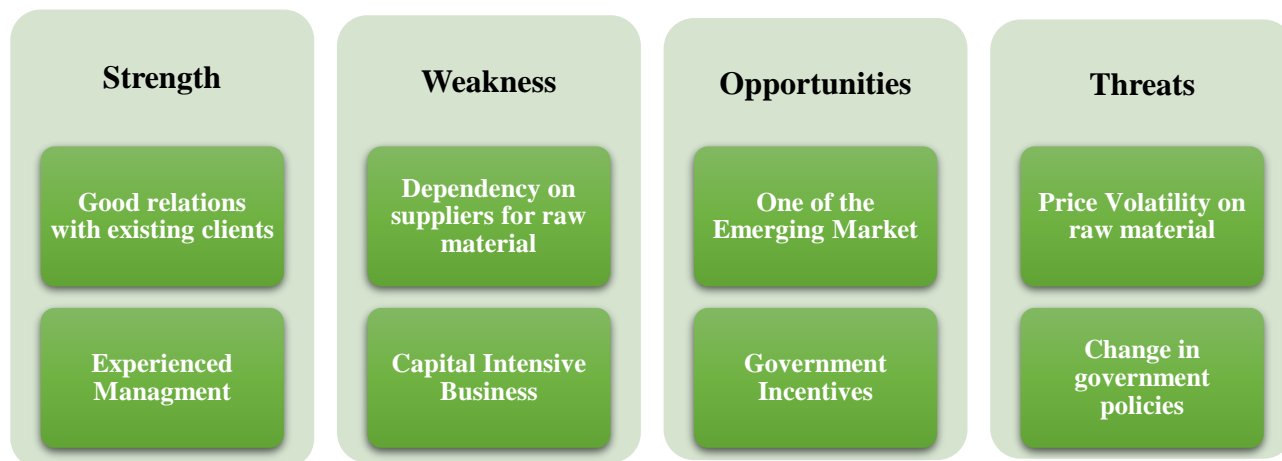 Strength
Good relations
with existing clients
Experienced
Managment
Weakness
Dependency on
suppliers for raw
material
Capital Intensive
Business
Opportunities
One of the
Emerging Market
Government
Incentives
Threats
Price Volatility on
raw material
Change in
government
policies